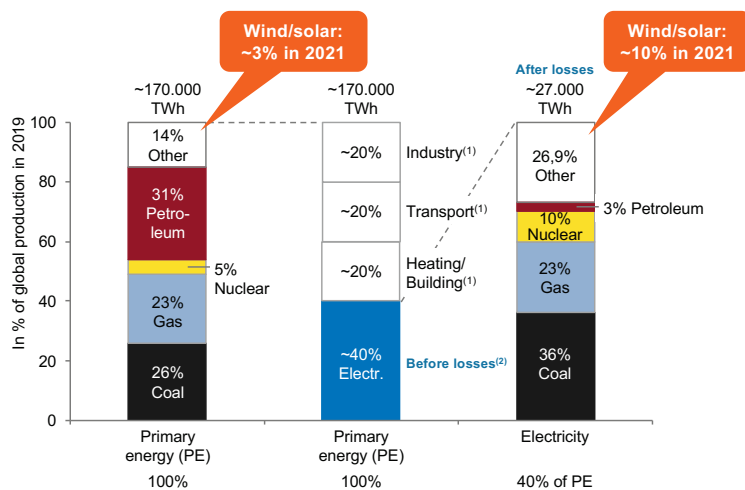 Wind/solar:
~3% in 2021
Wind/solar:
~10% in 2021
After losses
~170.000
TWh
~170.000
TWh
~27.000
TWh
In % of global production in 2019
100
80
60
40
20
0
14%
Other
31%
Petro-
leum
5%
Nuclear
23%
Gas
26%
Coal
~20%
Industry(1)
~20%
Transport(1)
~20%
Heating/
Building(1)
~40%
Electr.
Before losses(2)
26,9%
Other
3% Petroleum
10%
Nuclear
23%
Gas
36%
Coal
Primary
energy (PE)
100%
Primary
energy (PE)
100%
Electricity
40% of PE